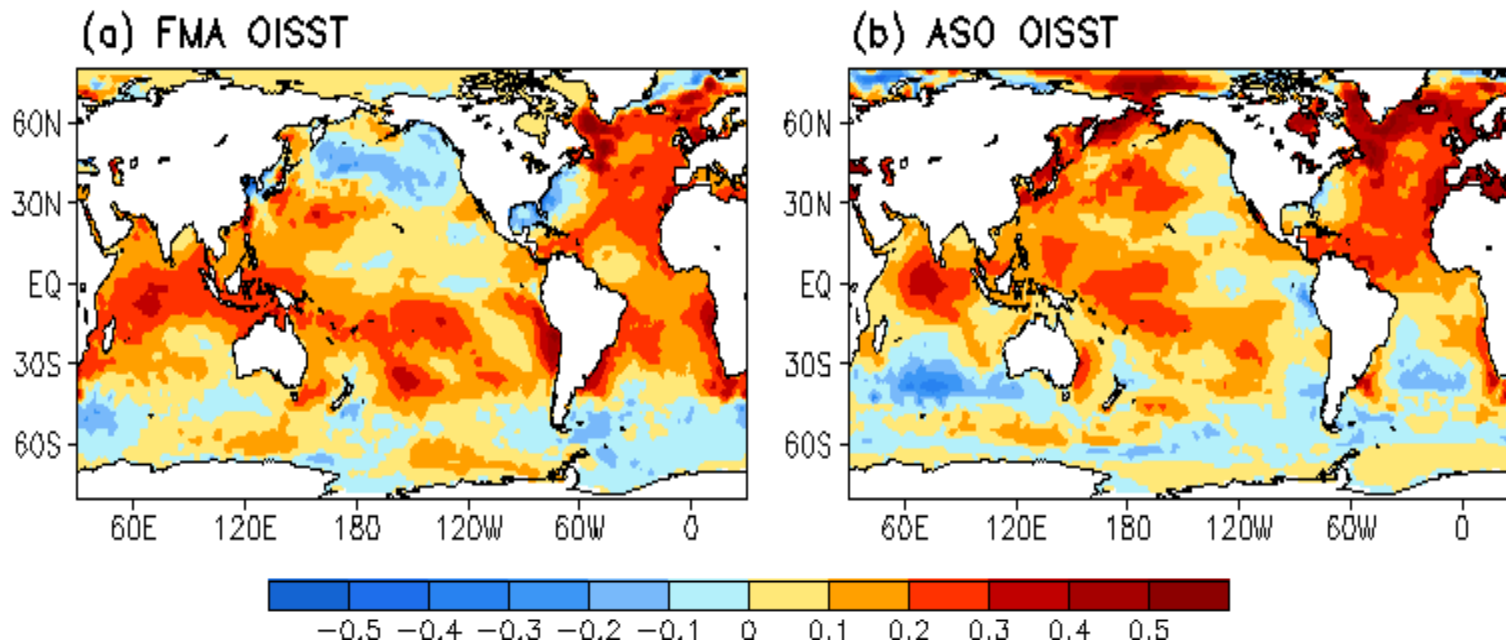 (a) FMA OISST
(b) ASO OISST
60N
30N
EQ
30S
60S
60E 120E 180 120W 60W 0
60N
30N
EQ
30S
60S
60E 120E 180 120W 60W 0
-0.5 -0.4 -0.3 -0.2 -0.1 0 0.1 0.2 0.3 0.4 0.5